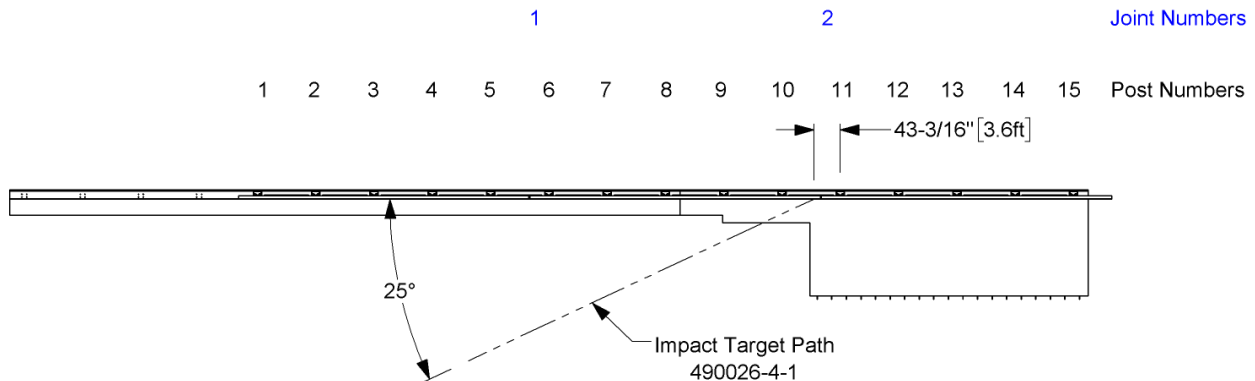 1 2 Joint Numbers
1 2 3 4 5 6 7 8 9 10 11 12 13 14 15 Post Numbers
43-3/16" [3.6ft]
25°
Impact Target Path
490026-4-1